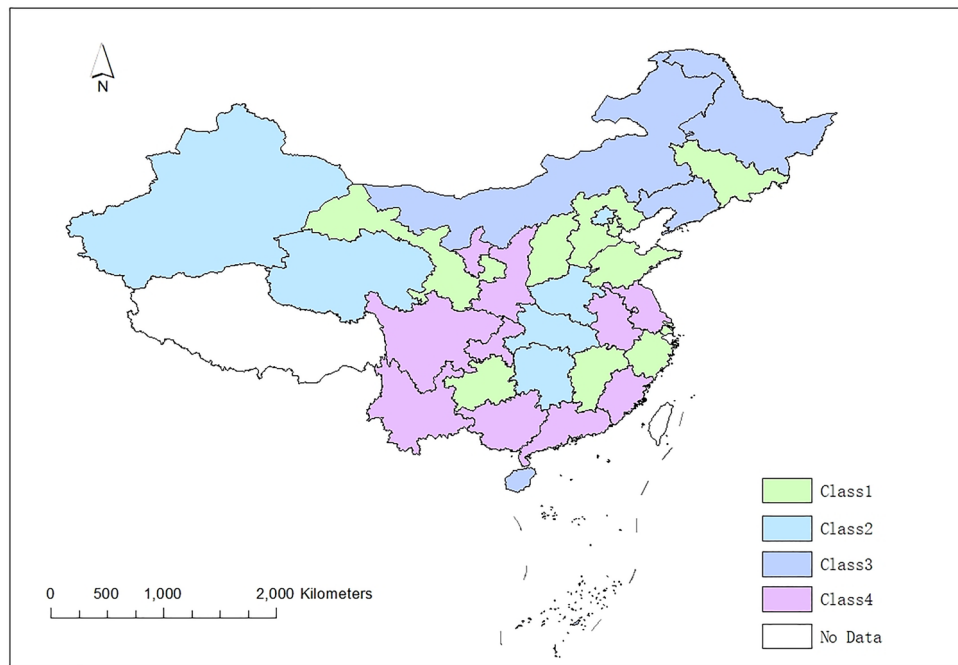 N
Class1
Class2
Class3
Class4
No Data
0 500 1,000 2,000 Kilometers